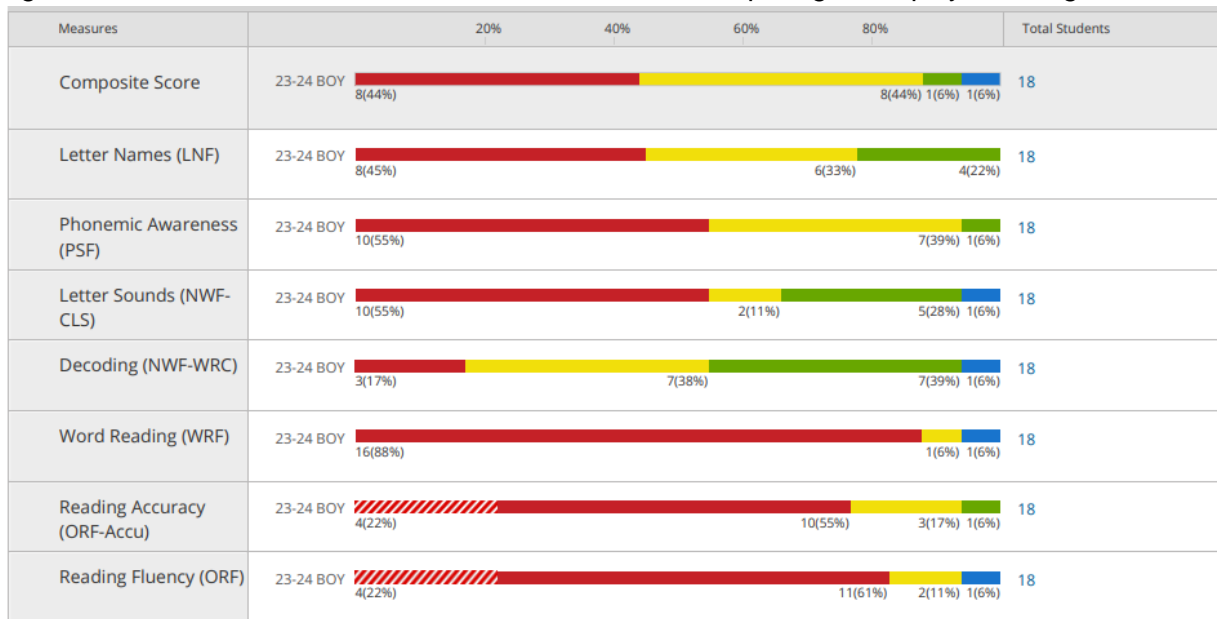 Measures 20% 40% 60% 80% Total Students
Composite Score 23-24 BOY 18
8(44%) 8(44%) 1(6%) 1(6%)
Letter Names (LNF) 23-24 BOY 18
8(45%) 6(33%) 4(22%)
Phonemic Awareness 23-24 BOY 18
(PSF) 10(55%) 7(39%) 1(6%)
Letter Sounds (NWF- 23-24 BOY 18
CLS) 10(55%) 2(11%) 5(28%) 1(6%)
Decoding (NWF-WRC) 23-24 BOY 18
3(17%) 7(38%) 7(39%) 1(6%)
Word Reading (WRF) 23-24 BOY 18
16(88%) 1(6%) 1(6%)
Reading Accuracy 23-24 BOY 18
(ORF-Accu) 4(22%) 10(55%) 3(17%) 1(6%)
Reading Fluency (ORF) 23-24 BOY 18
4(22%) 11(61%) 2(11%) 1(6%)